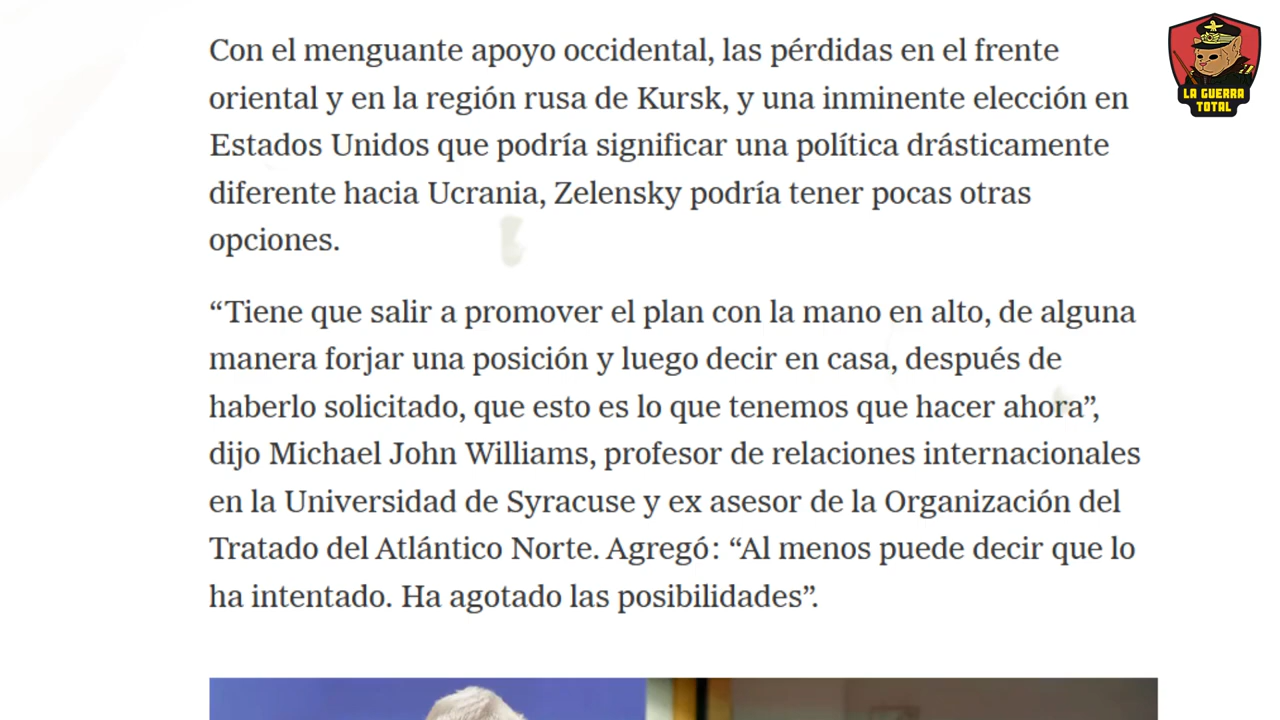 Con el menguante apoyo occidental, las pérdidas en el frente
oriental y en la región rusa de Kursk, y una inminente elección en
Estados Unidos que podría significar una política drásticamente
diferente hacia Ucrania, Zelensky podría tener pocas otras
opciones.
“Tiene que salir a promover el plan con la mano en alto, de alguna
manera forjar una posición y luego decir en casa, después de
haberlo solicitado, que esto es lo que tenemos que hacer ahora”,
dijo Michael John Williams, profesor de relaciones internacionales
en la Universidad de Syracuse y ex asesor de la Organización del
Tratado del Atlántico Norte. Agregó: “Al menos puede decir que lo
ha intentado. Ha agotado las posibilidades”.
LA GUERRA
TOTAL